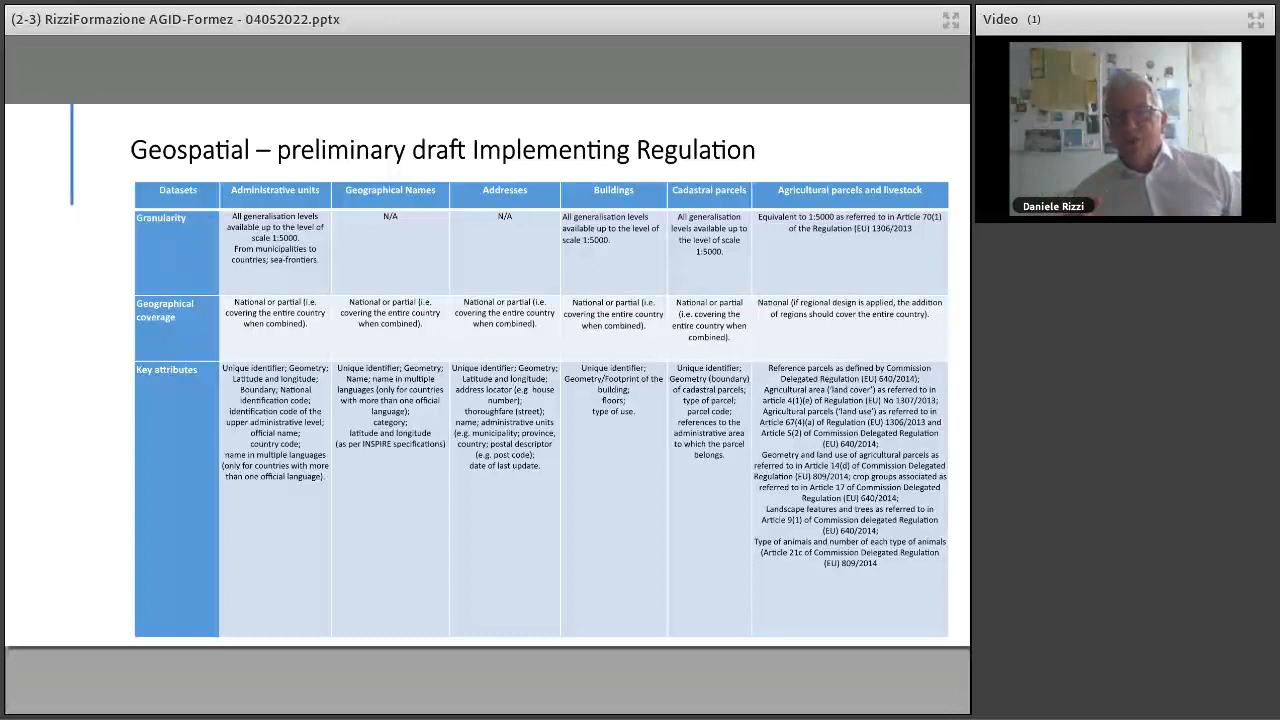 (2-3) RizziFormazione AGID-Formez - 04052022.pptx
Video (1)
Daniele Rizzi
Geospatial – preliminary draft Implementing Regulation
Datasets
Administrative units
Geographical Names
Addresses
Buildings
Cadastral parcels
Agricultural parcels and livestock
Granularity
All generalisation levels
available up to the level of
scale 1:5000.
From municipalities to
countries; sea-frontiers.
N/A
N/A
All generalisation levels
available up to the level of
scale 1:5000.
All generalisation
levels available up to
the level of scale
1:5000.
Equivalent to 1:5000 as referred to in Article 70(1)
of the Regulation (EU) 1306/2013
Geographical
coverage
National or partial (i.e.
covering the entire country
when combined).
National or partial (i.e.
covering the entire country
when combined).
National or partial (i.e.
covering the entire country
when combined).
National or partial (i.e.
covering the entire country
when combined).
National or partial
(i.e. covering the
entire country when
combined).
National (if regional design is applied, the addition
of regions should cover the entire country).
Key attributes
Unique identifier; Geometry;
Latitude and longitude;
Boundary; National
identification code;
identification code of the
upper administrative level;
official name;
country code;
name in multiple languages
(only for countries with more
than one official language).
Unique identifier; Geometry;
Name; name in multiple
languages (only for countries
with more than one official
language);
category;
latitude and longitude
(as per INSPIRE specifications)
Unique identifier; Geometry;
Latitude and longitude;
address locator (e.g. house
number);
thoroughfare (street);
name; administrative units
(e.g. municipality; province,
country; postal descriptor
(e.g. post code);
date of last update.
Unique identifier;
Geometry/Footprint of the
building;
floors;
type of use.
Unique identifier;
Geometry (boundary)
of cadastral parcels;
type of parcel;
parcel code;
references to the
administrative area
to which the parcel
belongs.
Reference parcels as defined by Commission
Delegated Regulation (EU) 640/2014);
Agricultural area ('land cover') as referred to in
article 4(1)(e) of Regulation (EU) No 1307/2013;
Agricultural parcels ('land use') as referred to in
Article 67(4)(a) of Regulation (EU) 1306/2013 and
Article 5(2) of Commission Delegated Regulation
(EU) 640/2014;
Geometry and land use of agricultural parcels as
referred to in Article 14(d) of Commission Delegated
Regulation (EU) 809/2014; crop groups associated as
referred to in Article 17 of Commission Delegated
Regulation (EU) 640/2014;
Landscape features and trees as referred to in
Article 9(1) of Commission delegated Regulation
(EU) 640/2014;
Type of animals and number of each type of animals
(Article 21c of Commission Delegated Regulation
(EU) 809/2014